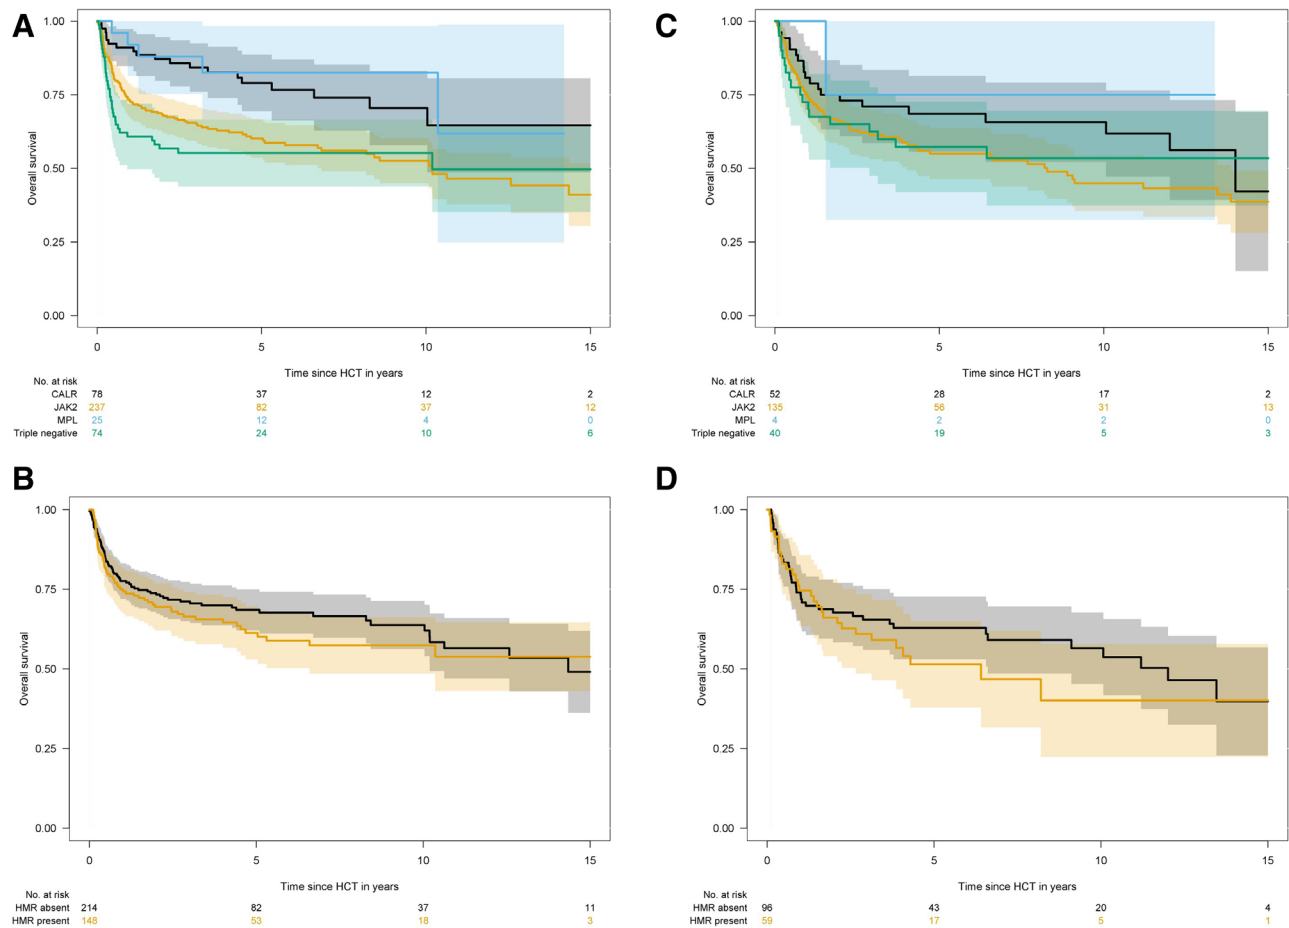 A
1.00
0.75
0.50
0.25
0.00
Overall survival
0 5 10 15
Time since HCT in years
No. at risk
CALR 78 37 12 2
JAK2 237 82 37 12
MPL 25 12 4 0
Triple negative 74 24 10 6
C
1.00
0.75
0.50
0.25
0.00
Overall survival
0 5 10 15
Time since HCT in years
No. at risk
CALR 52 28 17 2
JAK2 135 56 31 13
MPL 4 2 2 0
Triple negative 40 19 5 3
B
1.00
0.75
0.50
0.25
0.00
Overall survival
0 5 10 15
Time since HCT in years
No. at risk
HMR absent 214 82 37 11
HMR present 148 53 18 3
D
1.00
0.75
0.50
0.25
0.00
Overall survival
0 5 10 15
Time since HCT in years
No. at risk
HMR absent 96 43 20 4
HMR present 59 17 5 1